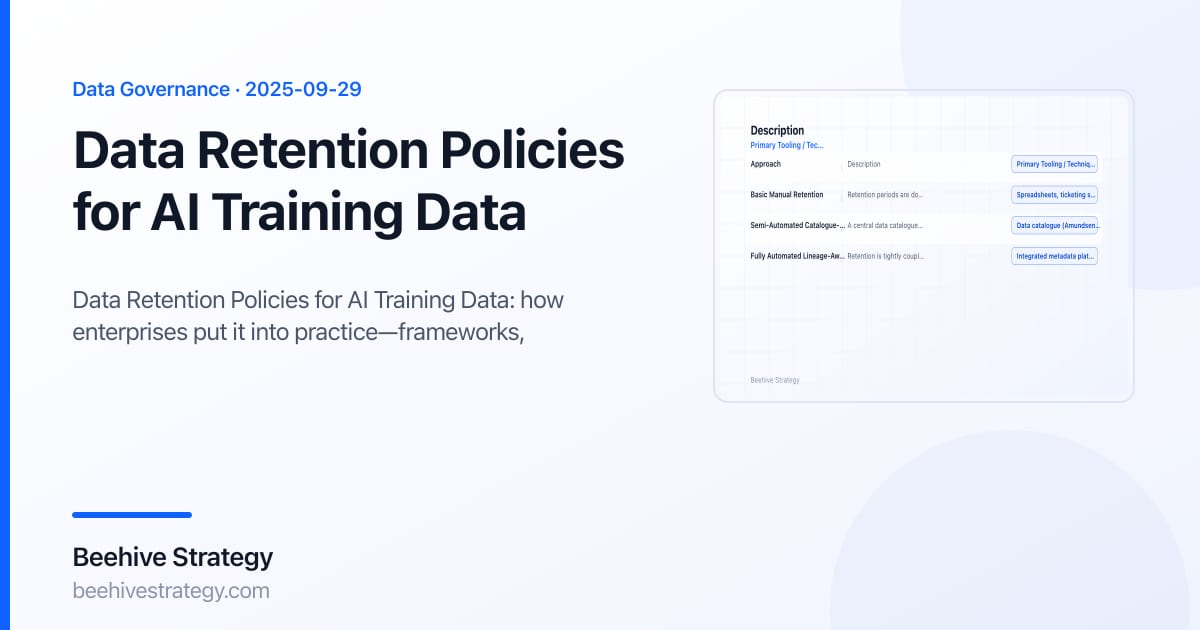 Data Governance · 2025-09-29
Data Retention Policies
for AI Training Data
Data Retention Policies for AI Training Data: how
enterprises put it into practice—frameworks,
Beehive Strategy
beehivestrategy.com
Description
Primary Tooling / Tec...
Approach Description Primary Tooling / Techniq...
Basic Manual Retention Retention periods are do... Spreadsheets, ticketing s...
Semi-Automated Catalogue-... A central data catalogue... Data catalogue (Amundsen...
Fully Automated Lineage-Aw... Retention is tightly coupl... Integrated metadata plat...
Beehive Strategy